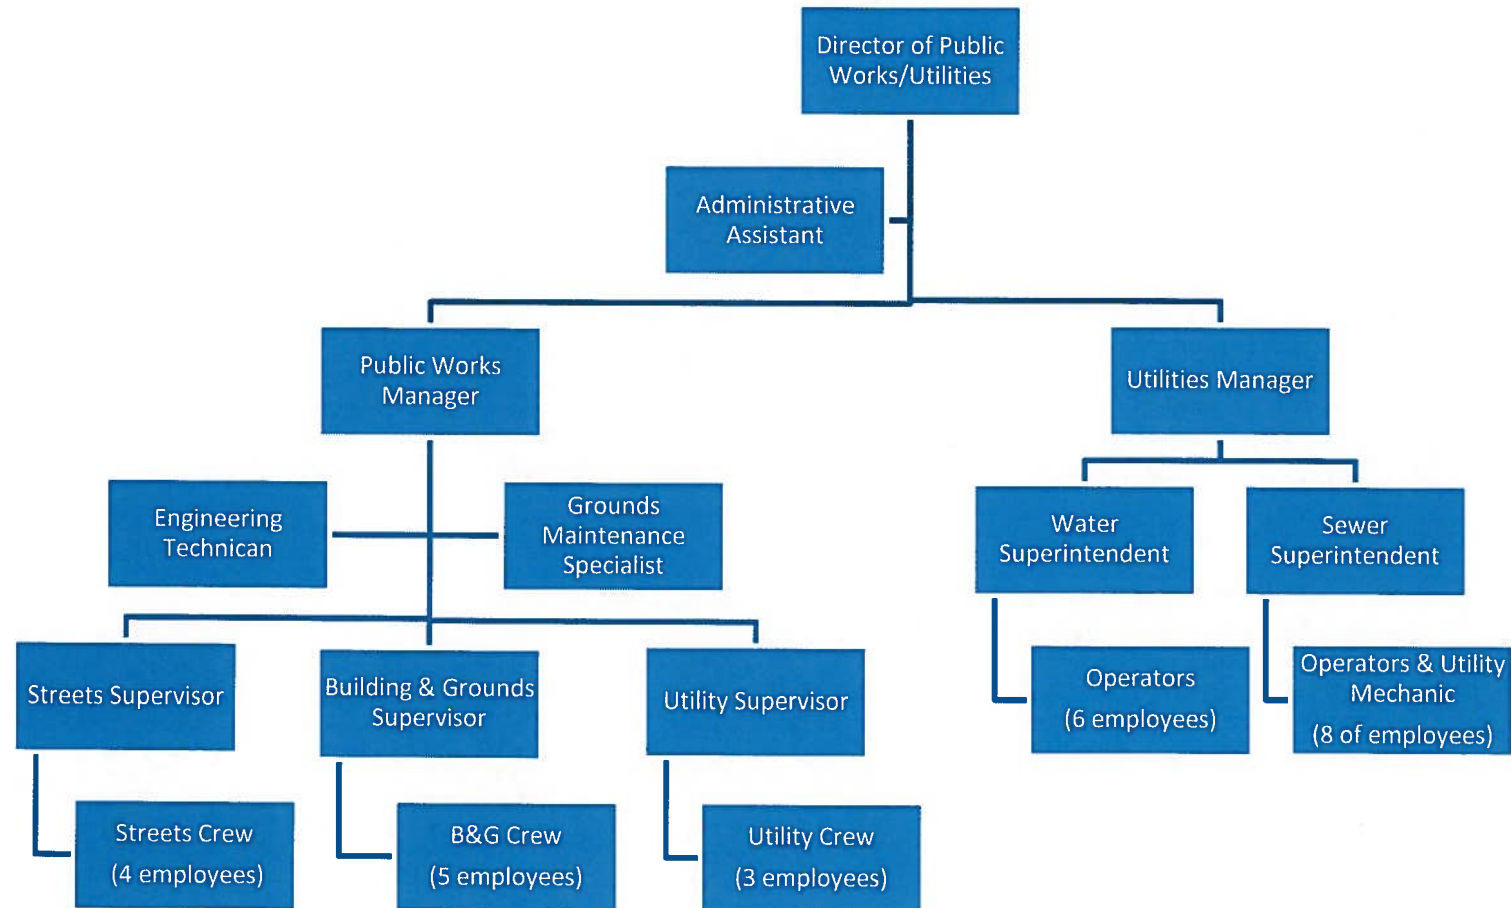 Director of Public
Works/Utilities
Administrative
Assistant
Public Works
Manager
Utilities Manager
Engineering
Technican
Grounds
Maintenance
Specialist
Water
Superintendent
Sewer
Superintendent
Streets Supervisor
Building & Grounds
Supervisor
Utility Supervisor
Operators
(6 employees)
Operators & Utility
Mechanic
(8 of employees)
Streets Crew
(4 employees)
B&G Crew
(5 employees)
Utility Crew
(3 employees)